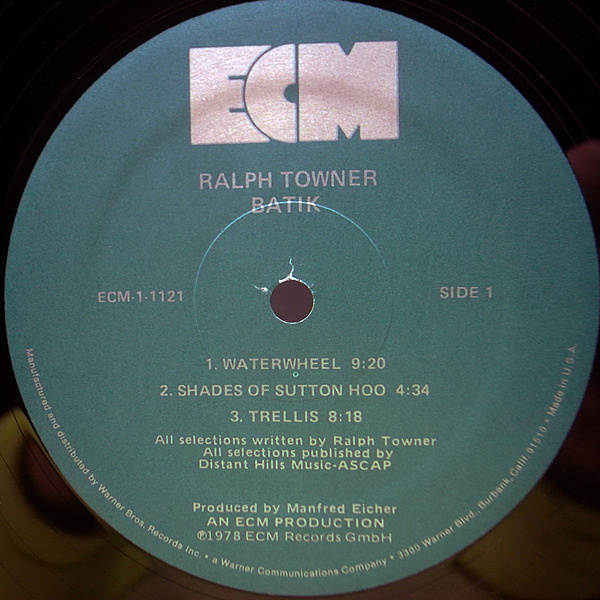 ECM
RALPH TOWNER
BATIK
ECM-1-1121
SIDE 1
1. WATERWHEEL 9:20
2. SHADES OF SUTTON HOO 4:34
3. TRELLIS 8:18
All selections written by Ralph Towner
All selections published by
Distant Hills Music-ASCAP
Produced by Manfred Eicher
AN ECM PRODUCTION
℗1978 ECM Records GmbH
Manufactured and distributed by Warner Bros. Records Inc. • a Warner Communications Company • 3300 Warner Blvd., Burbank, Calif. 91510 • Made in U.S.A.